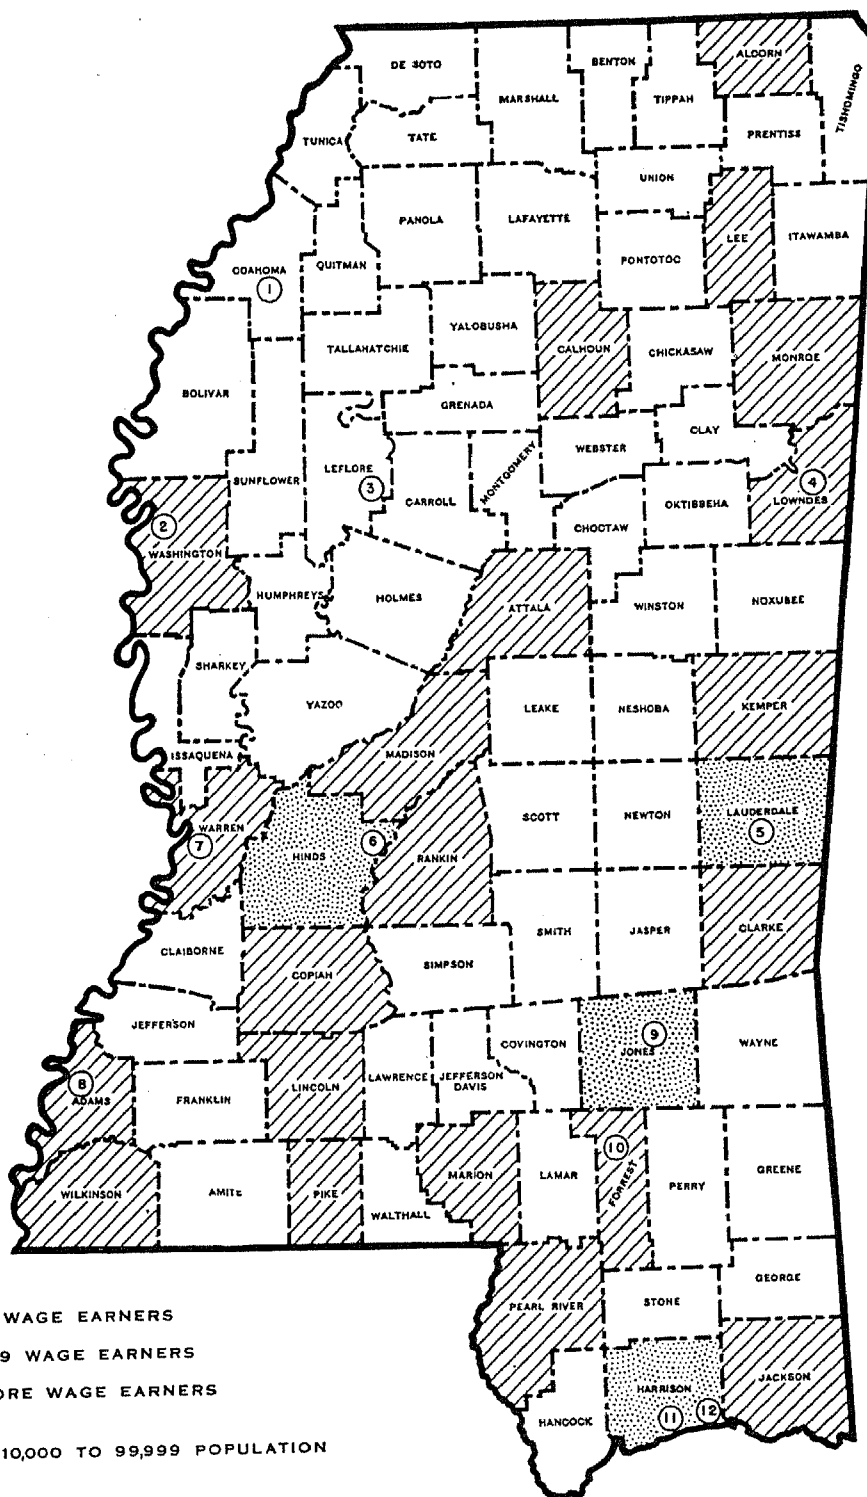 ALCORN
BENTON
DE SOTO
TISHOMINGO
MARSHALL
TIPPAH
PRENTISS
TUNICA
TATE
UNION
PANOLA
LAFAYETTE
LEE
ITAWAMBA
PONTOTOC
QUITMAN
COAHOMA
1
YALOBUSHA
TALLAHATCHIE
CALHOUN
CHICKASAW
MONROE
BOLIVAR
GRENADA
CLAY
WEBSTER
MONTGOMERY
LEFLORE
3
SUNFLOWER
CARROLL
4
LOWNDES
OKTIBBEHA
CHOCTAW
2
WASHINGTON
HUMPHREYS
HOLMES
ATTALA
WINSTON
NOXUBEE
SHARKEY
YAZOO
LEAKE
NESHOBA
KEMPER
ISSAQUENA
MADISON
LAUDERDALE
5
SCOTT
NEWTON
WARREN
7
6
HINDS
RANKIN
CLARKE
SMITH
JASPER
CLAIBORNE
COPIAH
SIMPSON
JEFFERSON
9
JONES
WAYNE
COVINGTON
LAWRENCE
JEFFERSON
DAVIS
8
ADAMS
FRANKLIN
LINCOLN
10
FORREST
GREENE
PERRY
LAMAR
MARION
WILKINSON
AMITE
PIKE
WALTHALL
GEORGE
STONE
PEARL RIVER
WAGE EARNERS
9 WAGE EARNERS
ORE WAGE EARNERS
HARRISON
11
12
JACKSON
HANCOCK
10,000 TO 99,999 POPULATION